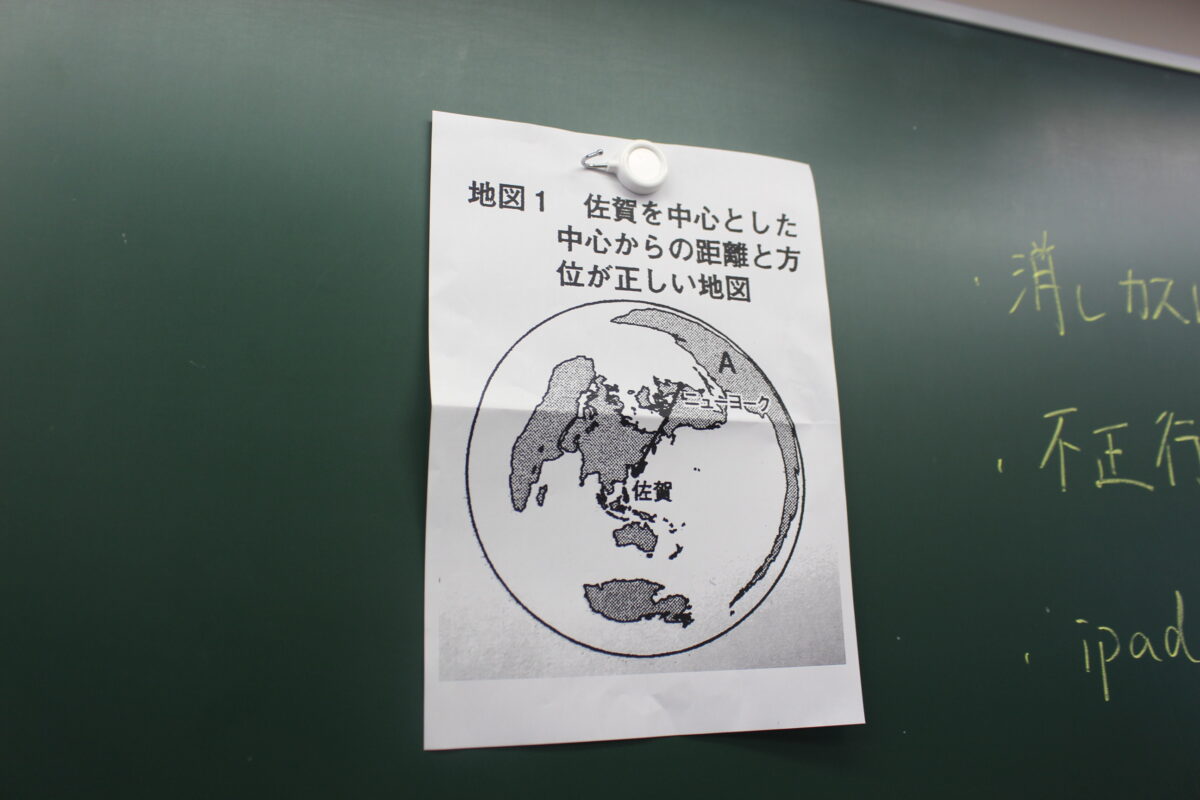 地図1　佐賀を中心とした
中心からの距離と方
位が正しい地図
A
ニューヨーク
佐賀
・消しカス
・不正行
・ipad